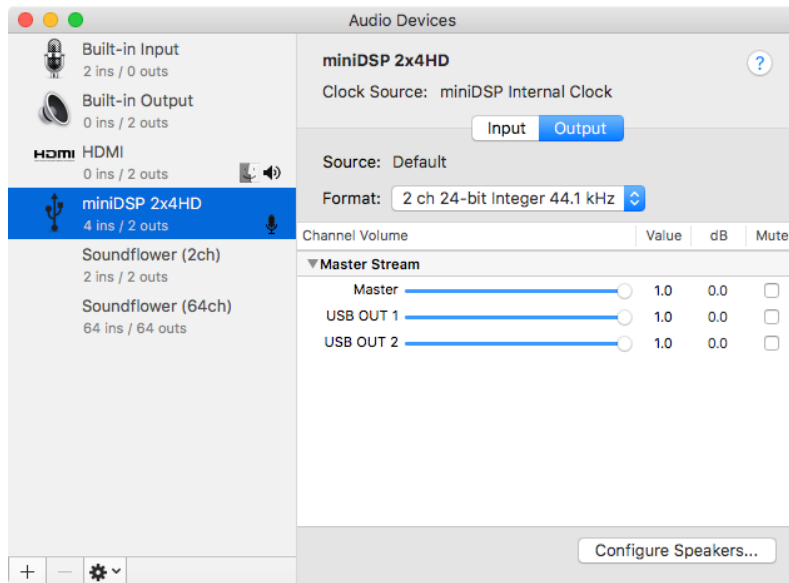 Audio Devices
Built-in Input
2 ins / 0 outs
Built-in Output
0 ins / 2 outs
HDMI HDMI
0 ins / 2 outs
miniDSP 2x4HD
4 ins / 2 outs
Soundflower (2ch)
2 ins / 2 outs
Soundflower (64ch)
64 ins / 64 outs
miniDSP 2x4HD
?
Clock Source: miniDSP Internal Clock
Input Output
Source: Default
Format: 2 ch 24-bit Integer 44.1 kHz
Channel Volume Value dB Mute
Master Stream
Master 1.0 0.0
USB OUT 1 1.0 0.0
USB OUT 2 1.0 0.0
Configure Speakers...